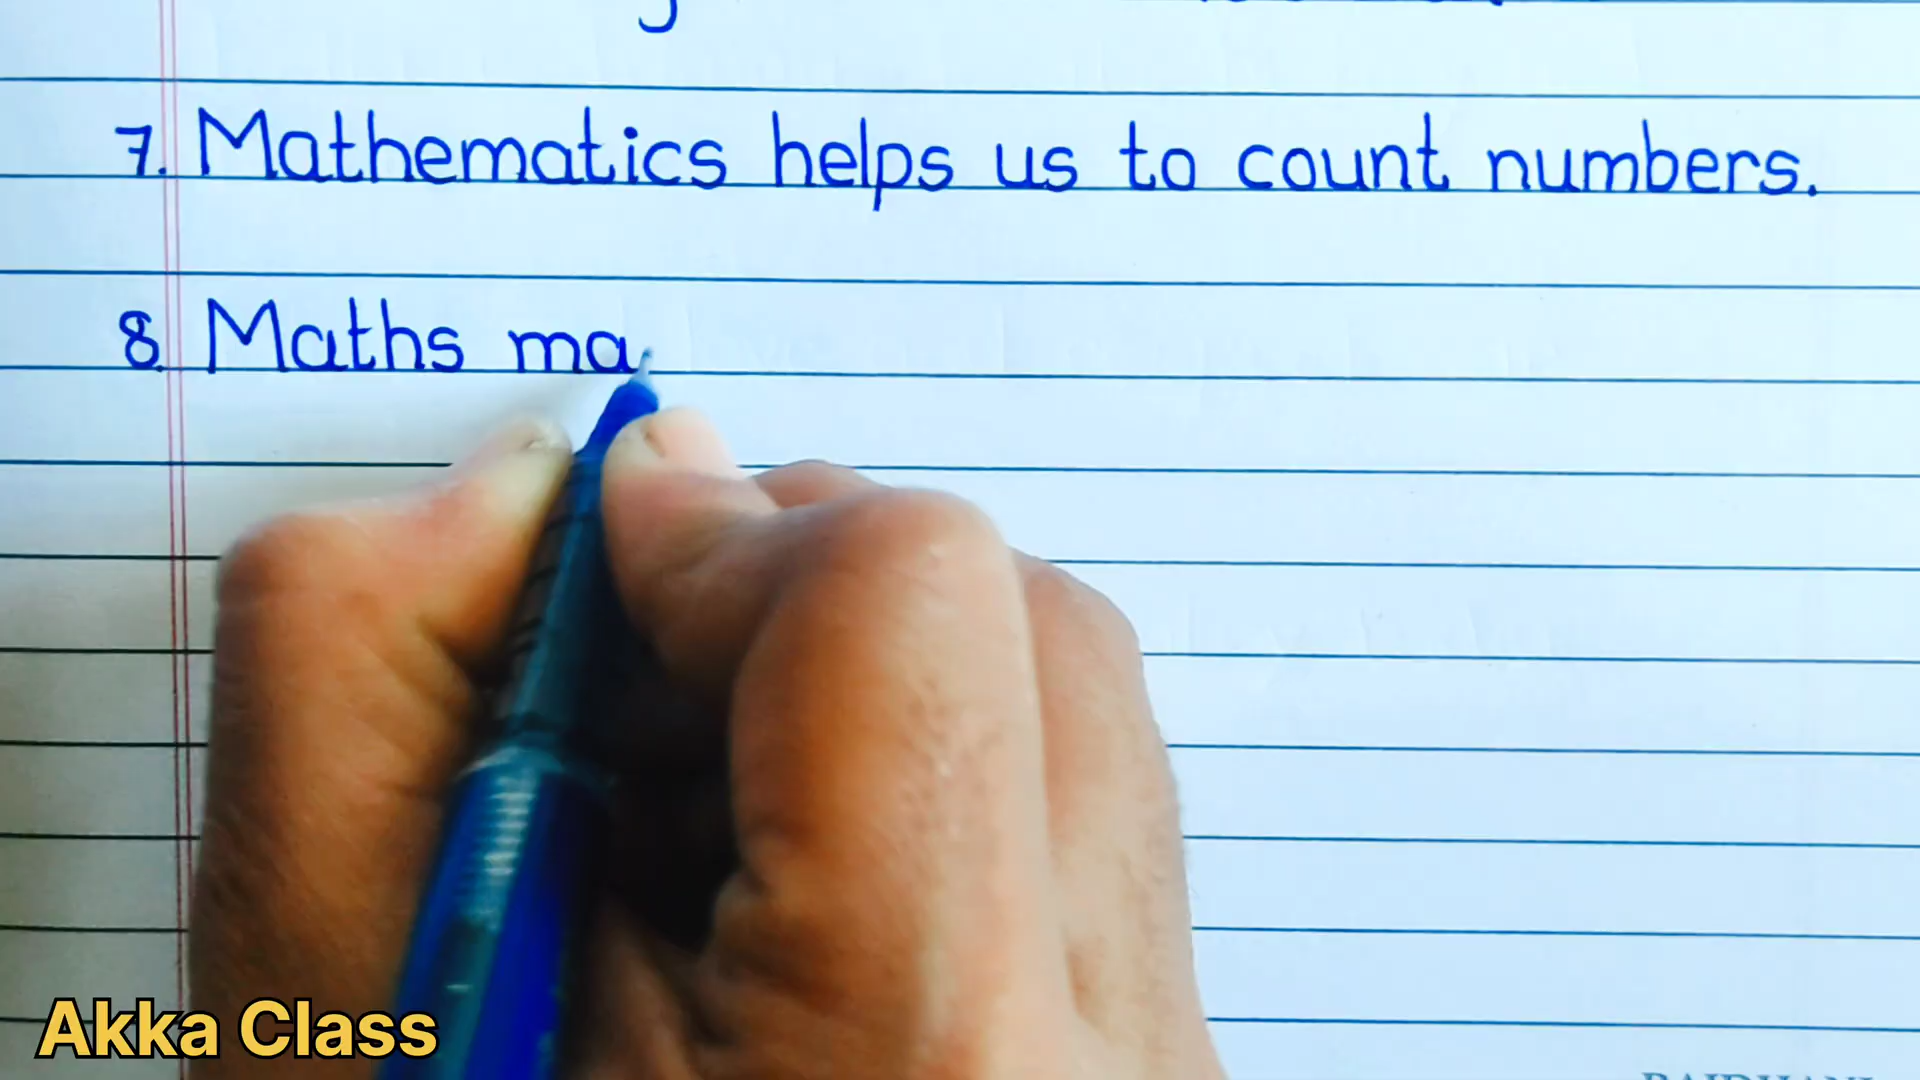 7. Mathematics helps us to count numbers.
8. Maths ma
Akka Class